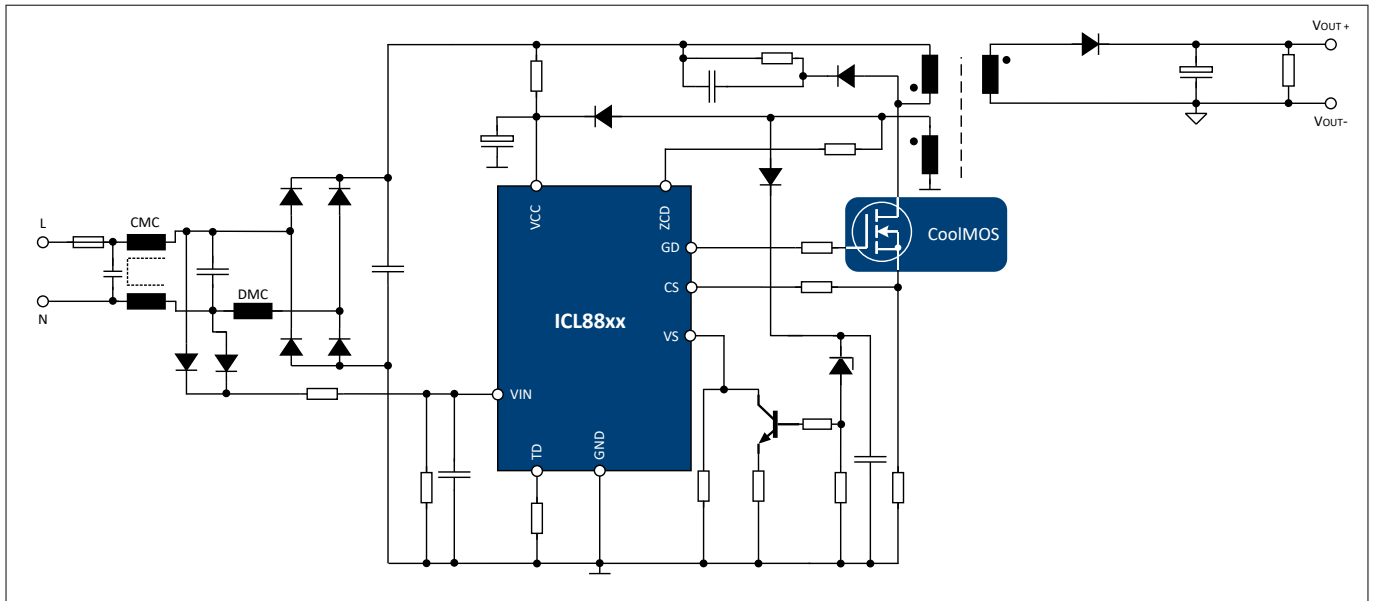 VOUT +
VOUT-
L
CMC
VCC
ZCD
CoolMOS
GD
DMC
CS
N
ICL88xx
VS
VIN
TD
GND